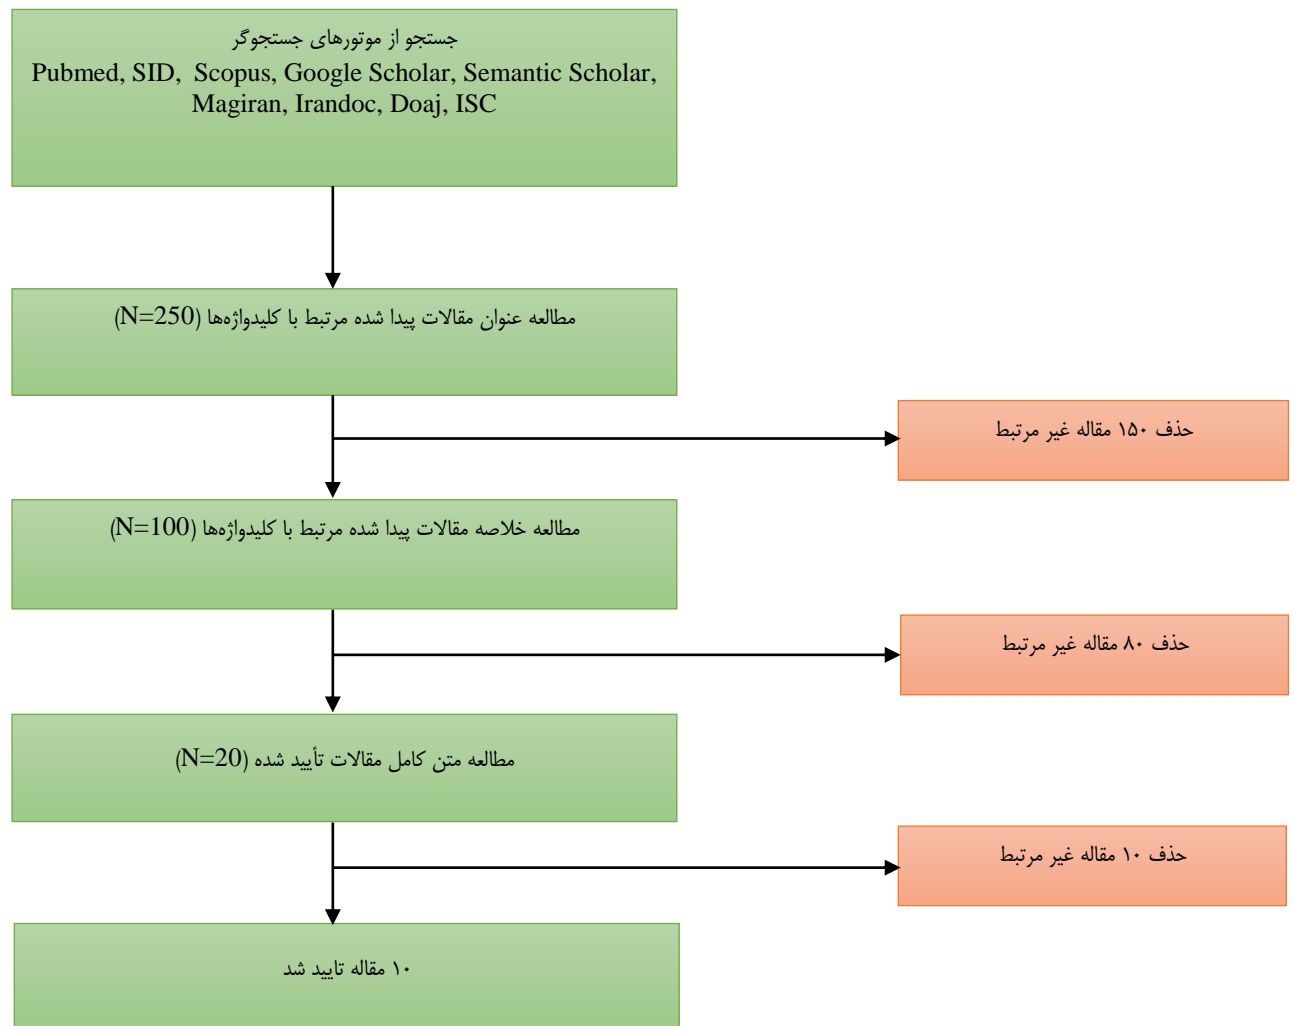 جستجو از موتورهای جستجوگر
Pubmed, SID, Scopus, Google Scholar, Semantic Scholar,
Magiran, Irandoc, Doaj, ISC
مطالعه عنوان مقالات پیدا شده مرتبط با کلیدواژه‌ها (N=250)
حذف ۱۵۰ مقاله غیر مرتبط
مطالعه خلاصه مقالات پیدا شده مرتبط با کلیدواژه‌ها (N=100)
حذف ۸۰ مقاله غیر مرتبط
مطالعه متن کامل مقالات تأیید شده (N=20)
حذف ۱۰ مقاله غیر مرتبط
۱۰ مقاله تایید شد